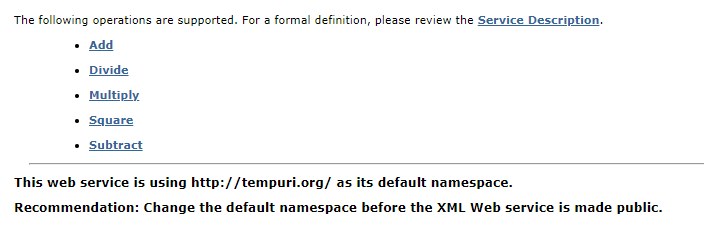 The following operations are supported. For a formal definition, please review the Service Description.
Add
Divide
Multiply
Square
Subtract
This web service is using http://tempuri.org/ as its default namespace.
Recommendation: Change the default namespace before the XML Web service is made public.